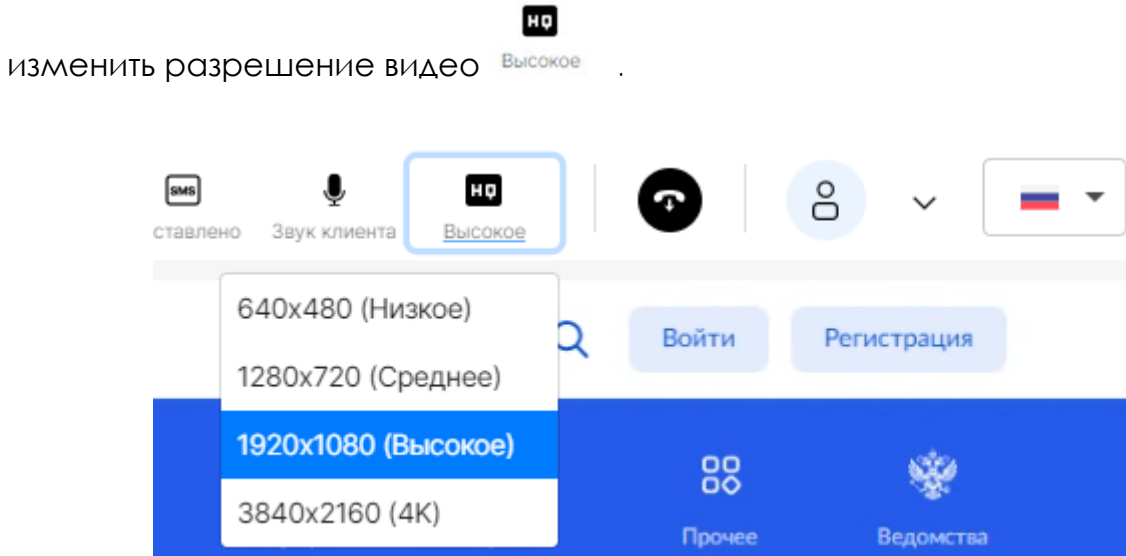 HQ
изменить разрешение видео Высокое .
SMS HQ
ставлено Звук клиента Высокое
640x480 (Низкое)
Войти Регистрация
1280x720 (Среднее)
1920x1080 (Высокое)
3840x2160 (4K)
Прочее Ведомства